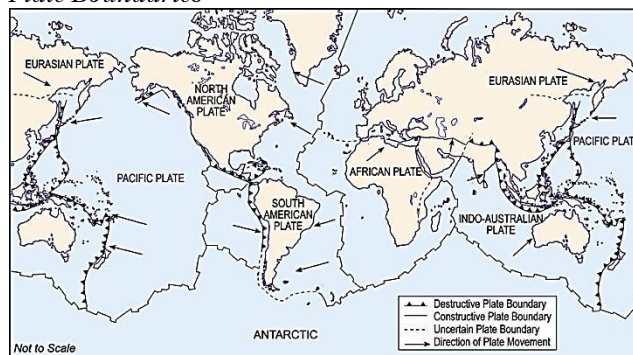 Plate Boundaries
EURASIAN PLATE
NORTH
AMERICAN
PLATE
EURASIAN PLATE
PACIFIC PLATE
AFRICAN PLATE
PACIFIC
PLATE
SOUTH
AMERICAN
PLATE
INDO-AUSTRALIAN
PLATE
ANTARCTIC
Destructive Plate Boundary
Constructive Plate Boundary
Uncertain Plate Boundary
Direction of Plate Movement
Not to Scale